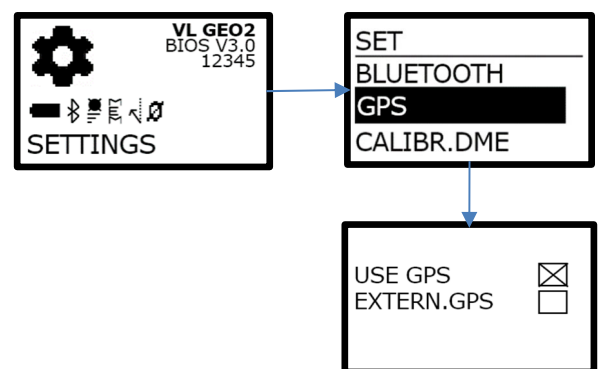 VL GEO2
BIOS V3.0
12345
SETTINGS
SET
BLUETOOTH
GPS
CALIBR.DME
USE GPS
EXTERN.GPS